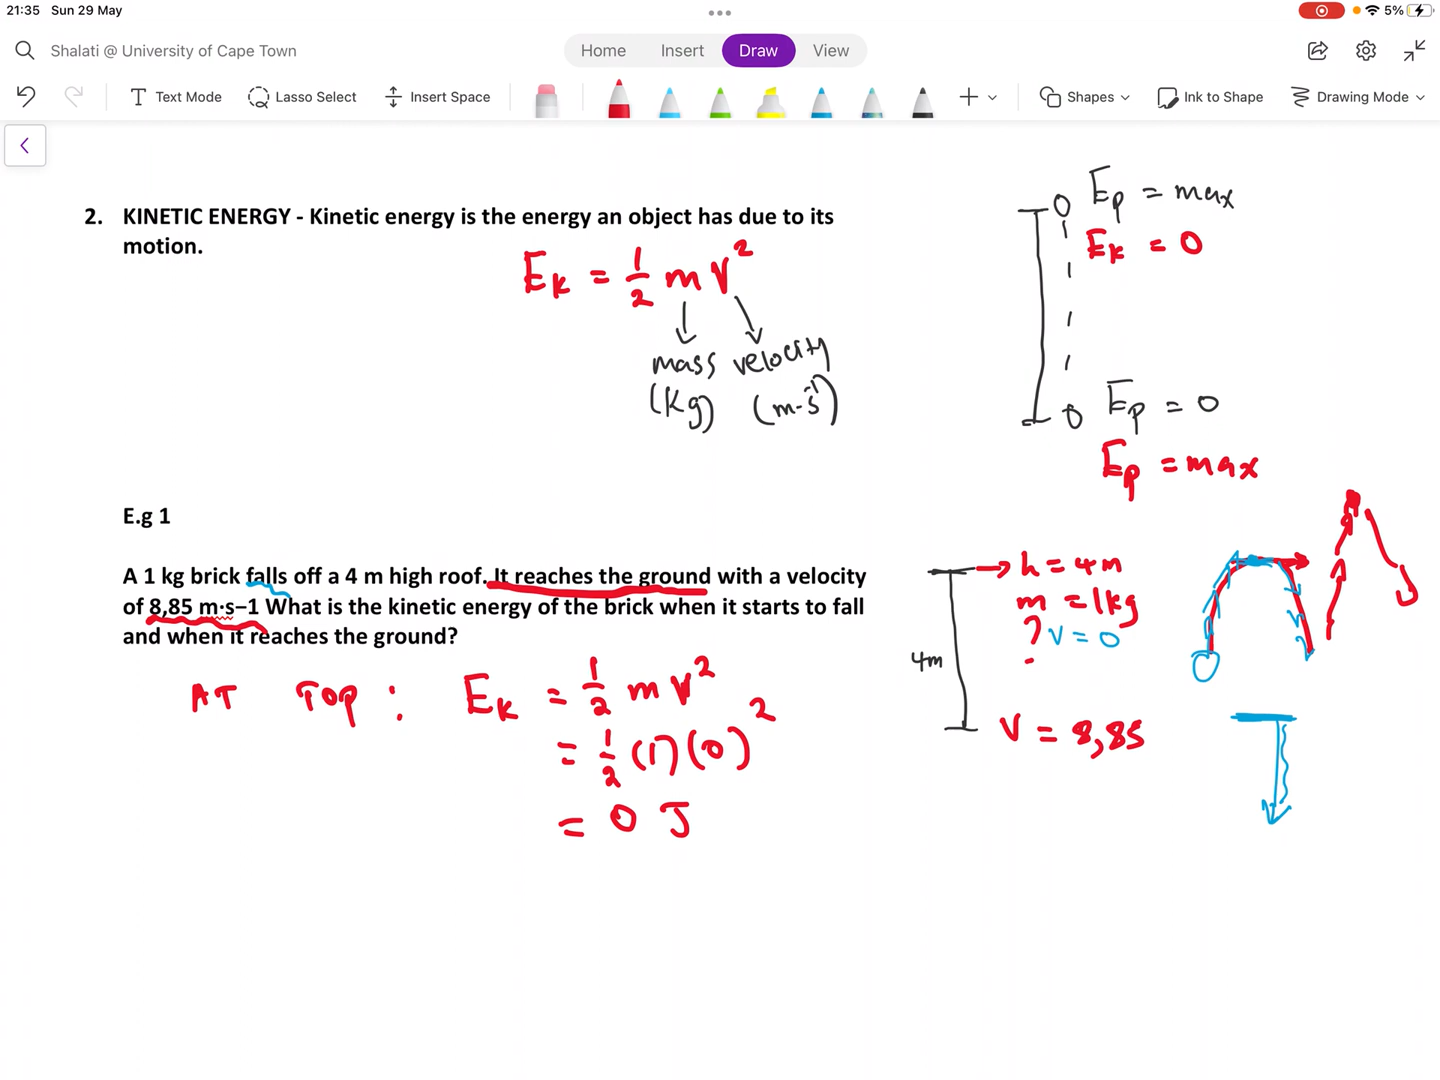 21:35 Sun 29 May
5%
Shalati @ University of Cape Town
Home Insert Draw View
Text Mode Lasso Select Insert Space Shapes Ink to Shape Drawing Mode
2. KINETIC ENERGY - Kinetic energy is the energy an object has due to its
motion.
Ek = 1/2 m v²
mass velocity
(kg) (m·s⁻¹)
Ep = max
Ek = 0
Ep = 0
Ep = max
E.g 1
A 1 kg brick falls off a 4 m high roof. It reaches the ground with a velocity
of 8,85 m·s−1 What is the kinetic energy of the brick when it starts to fall
and when it reaches the ground?
h = 4m
m = 1kg
? v = 0
4m
V = 8,85
AT TOP : Ek = 1/2 m v²
= 1/2 (1)(0)²
= 0 J